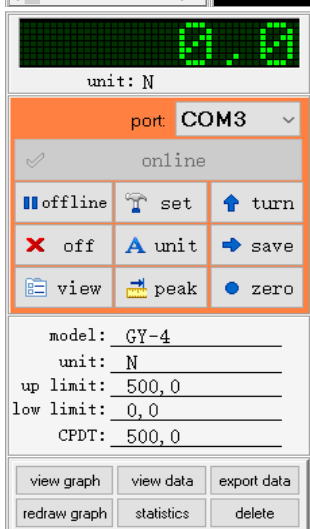 0,0
unit: N
port: COM3
online
offline set turn
off unit save
view peak zero
model: GY-4
unit: N
up limit: 500,0
low limit: 0,0
CPDT: 500,0
view graph view data export data
redraw graph statistics delete